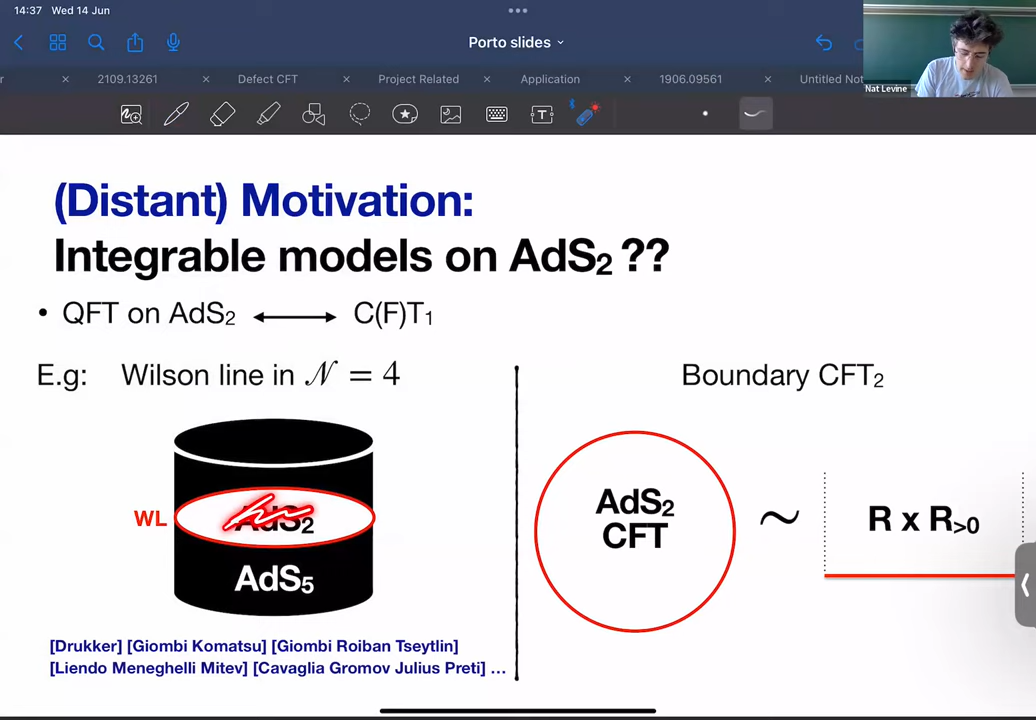 14:37 Wed 14 Jun
Porto slides
r
2109.13261
Defect CFT
Project Related
Application
1906.09561
Untitled Not
Nat Levine
(Distant) Motivation:
Integrable models on AdS₂ ??
• QFT on AdS₂ ⟷ C(F)T₁
E.g: Wilson line in 𝒩 = 4
Boundary CFT₂
WL
AdS₂
AdS₅
AdS₂
CFT
~
R x R>0
[Drukker] [Giombi Komatsu] [Giombi Roiban Tseytlin]
[Liendo Meneghelli Mitev] [Cavaglia Gromov Julius Preti] ...